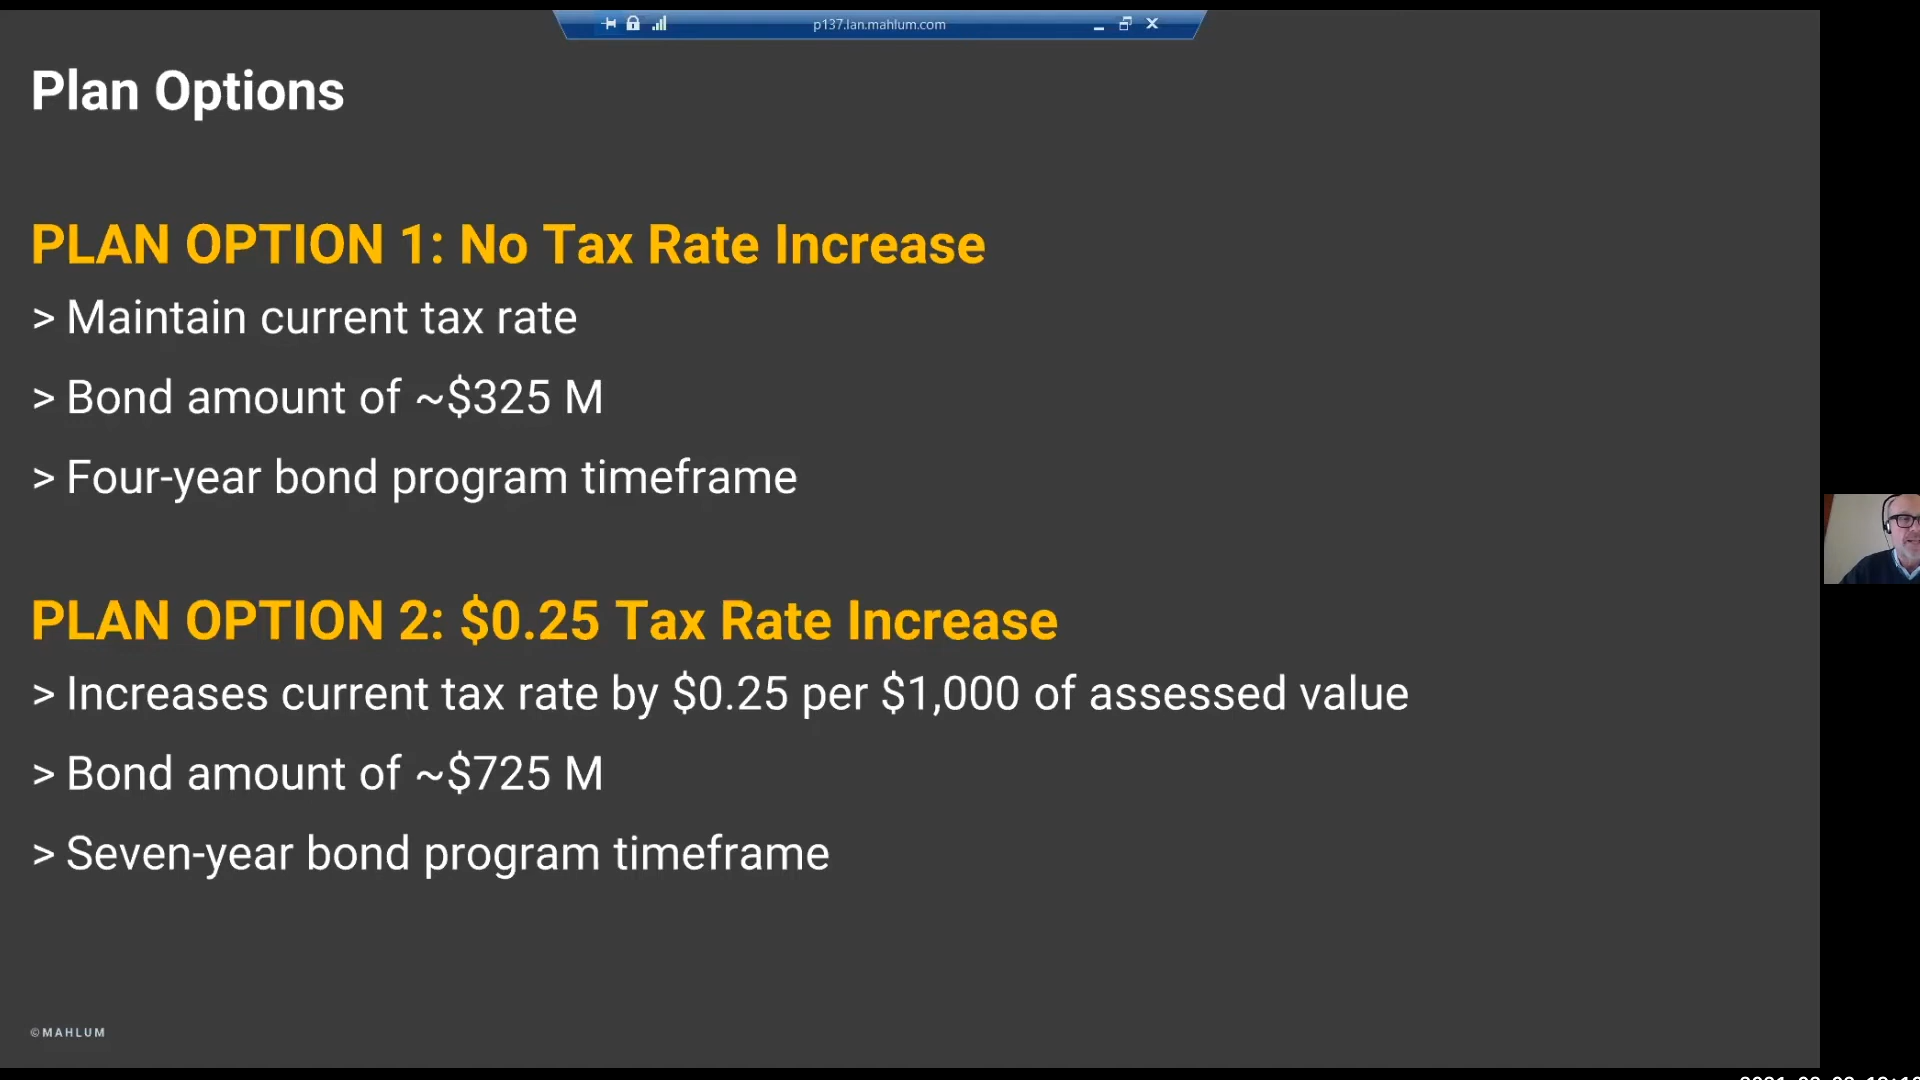 p137.lan.mahlum.com
Plan Options
PLAN OPTION 1: No Tax Rate Increase
> Maintain current tax rate
> Bond amount of ~$325 M
> Four-year bond program timeframe
PLAN OPTION 2: $0.25 Tax Rate Increase
> Increases current tax rate by $0.25 per $1,000 of assessed value
> Bond amount of ~$725 M
> Seven-year bond program timeframe
©MAHLUM